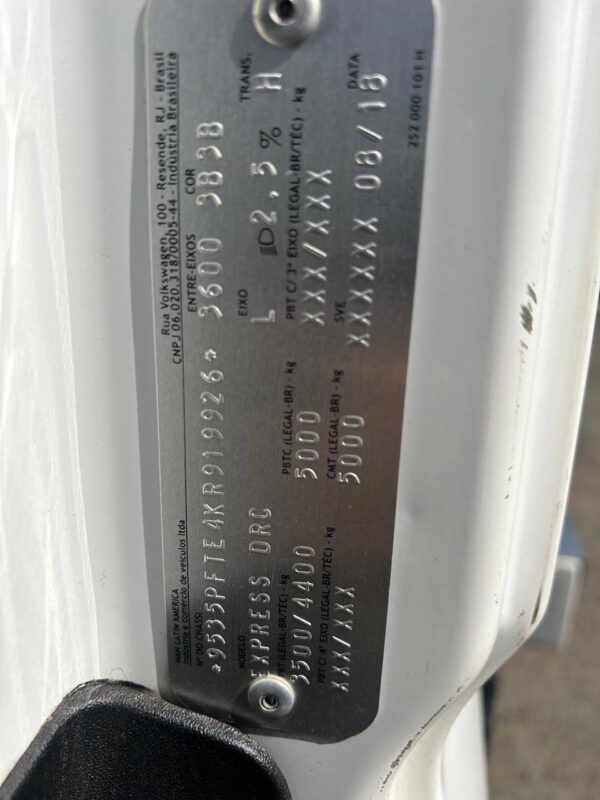 MAN LATIN AMERICA
Indústria e comércio de veículos ltda
Rua Volkswagen, 100 - Resende, RJ - Brasil
CNPJ 06.020.318/0005-44 - Indústria Brasileira
Nº DO CHASSI ENTRE-EIXOS COR
*9535PFTE4KR919926* 3600 3B3B
MODELO EIXO TRANS.
EXPRESS DRC L 2,5% H
PBT (LEGAL-BR/TEC) - kg PBTC (LEGAL-BR) - kg PBT C/ 3º EIXO (LEGAL-BR/TEC) - kg
3500/4400 5000 XXX/XXX
PBT C/ 4º EIXO (LEGAL-BR/TEC) - kg CMT (LEGAL-BR) - kg SVE DATA
XXX/XXX 5000 XXXXXX 08/18
252 000 101 H